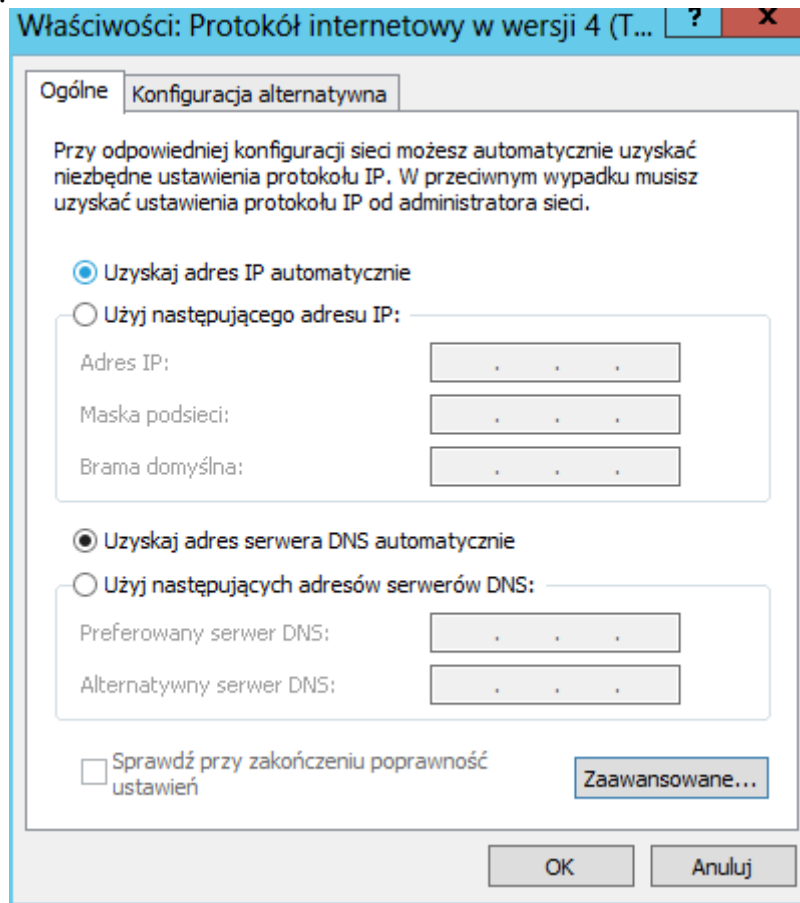 Właściwości: Protokół internetowy w wersji 4 (T... ? x
Ogólne Konfiguracja alternatywna
Przy odpowiedniej konfiguracji sieci możesz automatycznie uzyskać
niezbędne ustawienia protokołu IP. W przeciwnym wypadku musisz
uzyskać ustawienia protokołu IP od administratora sieci.
Uzyskaj adres IP automatycznie
Użyj następującego adresu IP:
Adres IP: . . .
Maska podsieci: . . .
Brama domyślna: . . .
Uzyskaj adres serwera DNS automatycznie
Użyj następujących adresów serwerów DNS:
Preferowany serwer DNS: . . .
Alternatywny serwer DNS: . . .
Sprawdź przy zakończeniu poprawność
ustawień
Zaawansowane...
OK Anuluj